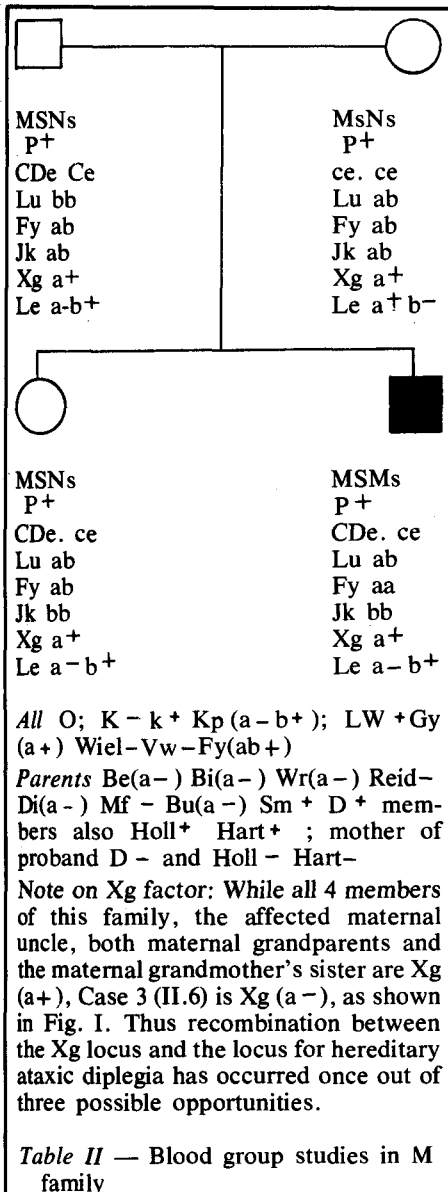 MSNs
P+
CDe Ce
Lu bb
Fy ab
Jk ab
Xg a+
Le a-b+
MsNs
P+
ce. ce
Lu ab
Fy ab
Jk ab
Xg a+
Le a+ b−
MSNs
P+
CDe. ce
Lu ab
Fy ab
Jk bb
Xg a+
Le a−b+
MSMs
P+
CDe. ce
Lu ab
Fy aa
Jk bb
Xg a+
Le a−b+
All O; K − k + Kp (a − b+); LW +Gy
(a+) Wiel−Vw−Fy(ab+)
Parents Be(a−) Bi(a−) Wr(a−) Reid−
Di(a-) Mf − Bu(a−) Sm + D + mem-
bers also Holl+ Hart+ ; mother of
proband D − and Holl − Hart−
Note on Xg factor: While all 4 members
of this family, the affected maternal
uncle, both maternal grandparents and
the maternal grandmother's sister are Xg
(a+), Case 3 (II.6) is Xg (a−), as shown
in Fig. I. Thus recombination between
the Xg locus and the locus for hereditary
ataxic diplegia has occurred once out of
three possible opportunities.
Table II — Blood group studies in M
family